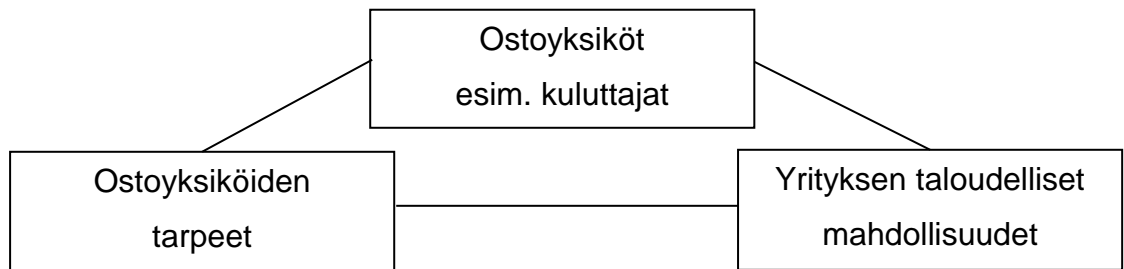 Ostoyksiköt
esim. kuluttajat
Ostoyksiköiden
tarpeet
Yrityksen taloudelliset
mahdollisuudet